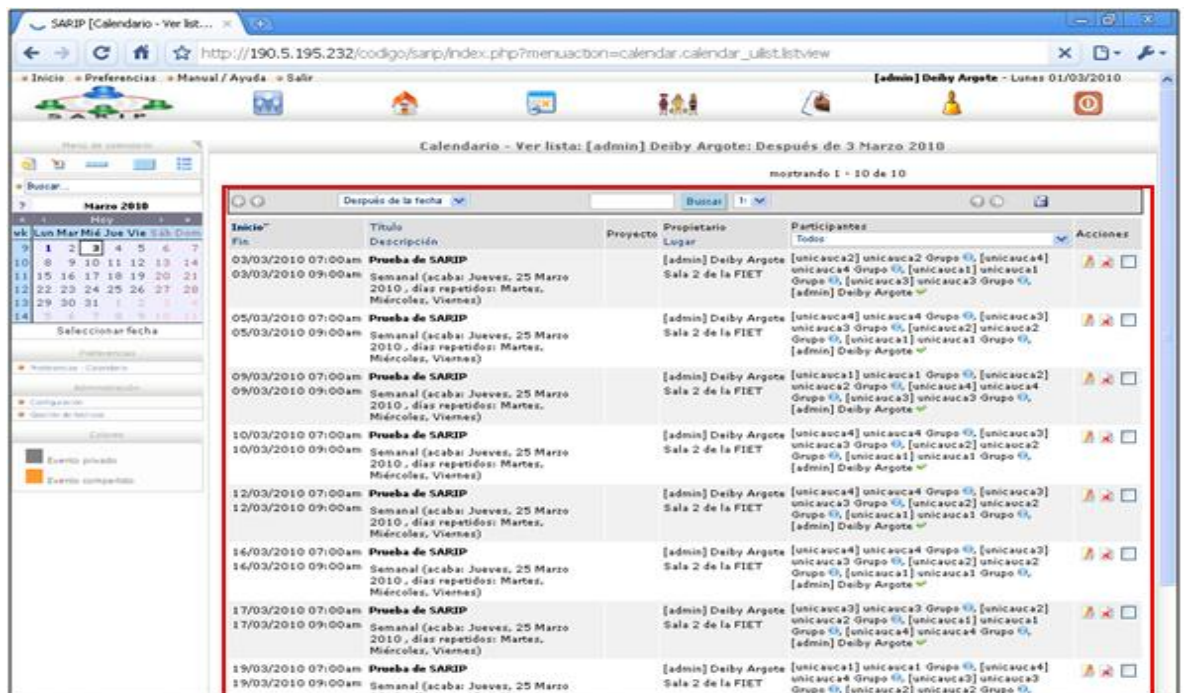 SARIP [Calendario - Ver list...
http://190.5.195.232/codigo/sarip/index.php?menuaction=calendar.calendar_uilist.listview
Inicio Preferencias Manual / Ayuda Salir
[admin] Deiby Argote - Lunes 01/03/2010
SARIP
Menú de calendario
Calendario - Ver lista: [admin] Deiby Argote: Después de 3 Marzo 2010
mostrando 1 - 10 de 10
Buscar...
? Marzo 2010
Hoy
wk Lun Mar Mié Jue Vie Sáb Dom
9 1 2 3 4 5 6 7
10 8 9 10 11 12 13 14
11 15 16 17 18 19 20 21
12 22 23 24 25 26 27 28
13 29 30 31 1 2 3 4
14 5 6 7 8 9 10 11
Seleccionar fecha
Preferencias
Preferencias - Calendario
Administración
Configuración
Colores
Evento privado
Evento compartido
Después de la fecha Buscar
Inicio Título Proyecto Propietario Participantes Acciones
Fin Descripción Lugar Todos
03/03/2010 07:00am Prueba de SARIP [admin] Deiby Argote [unicauca2] unicauca2 Grupo, [unicauca4]
03/03/2010 09:00am Semanal (acaba: Jueves, 25 Marzo Sala 2 de la FIET unicauca4 Grupo, [unicauca1] unicauca1
2010 , días repetidos: Martes, Grupo, [unicauca3] unicauca3 Grupo,
Miércoles, Viernes) [admin] Deiby Argote
05/03/2010 07:00am Prueba de SARIP [admin] Deiby Argote [unicauca4] unicauca4 Grupo, [unicauca3]
05/03/2010 09:00am Semanal (acaba: Jueves, 25 Marzo Sala 2 de la FIET unicauca3 Grupo, [unicauca2] unicauca2
2010 , días repetidos: Martes, Grupo, [unicauca1] unicauca1 Grupo,
Miércoles, Viernes) [admin] Deiby Argote
09/03/2010 07:00am Prueba de SARIP [admin] Deiby Argote [unicauca1] unicauca1 Grupo, [unicauca2]
09/03/2010 09:00am Semanal (acaba: Jueves, 25 Marzo Sala 2 de la FIET unicauca2 Grupo, [unicauca4] unicauca4
2010 , días repetidos: Martes, Grupo, [unicauca3] unicauca3 Grupo,
Miércoles, Viernes) [admin] Deiby Argote
10/03/2010 07:00am Prueba de SARIP [admin] Deiby Argote [unicauca4] unicauca4 Grupo, [unicauca3]
10/03/2010 09:00am Semanal (acaba: Jueves, 25 Marzo Sala 2 de la FIET unicauca3 Grupo, [unicauca2] unicauca2
2010 , días repetidos: Martes, Grupo, [unicauca1] unicauca1 Grupo,
Miércoles, Viernes) [admin] Deiby Argote
12/03/2010 07:00am Prueba de SARIP [admin] Deiby Argote [unicauca4] unicauca4 Grupo, [unicauca3]
12/03/2010 09:00am Semanal (acaba: Jueves, 25 Marzo Sala 2 de la FIET unicauca3 Grupo, [unicauca2] unicauca2
2010 , días repetidos: Martes, Grupo, [unicauca1] unicauca1 Grupo,
Miércoles, Viernes) [admin] Deiby Argote
16/03/2010 07:00am Prueba de SARIP [admin] Deiby Argote [unicauca4] unicauca4 Grupo, [unicauca3]
16/03/2010 09:00am Semanal (acaba: Jueves, 25 Marzo Sala 2 de la FIET unicauca3 Grupo, [unicauca2] unicauca2
2010 , días repetidos: Martes, Grupo, [unicauca1] unicauca1 Grupo,
Miércoles, Viernes) [admin] Deiby Argote
17/03/2010 07:00am Prueba de SARIP [admin] Deiby Argote [unicauca3] unicauca3 Grupo, [unicauca2]
17/03/2010 09:00am Semanal (acaba: Jueves, 25 Marzo Sala 2 de la FIET unicauca2 Grupo, [unicauca1] unicauca1
2010 , días repetidos: Martes, Grupo, [unicauca4] unicauca4 Grupo,
Miércoles, Viernes) [admin] Deiby Argote
19/03/2010 07:00am Prueba de SARIP [admin] Deiby Argote [unicauca1] unicauca1 Grupo, [unicauca4]
19/03/2010 09:00am Semanal (acaba: Jueves, 25 Marzo Sala 2 de la FIET unicauca4 Grupo, [unicauca3] unicauca3
Grupo, [unicauca2] unicauca2 Grupo,